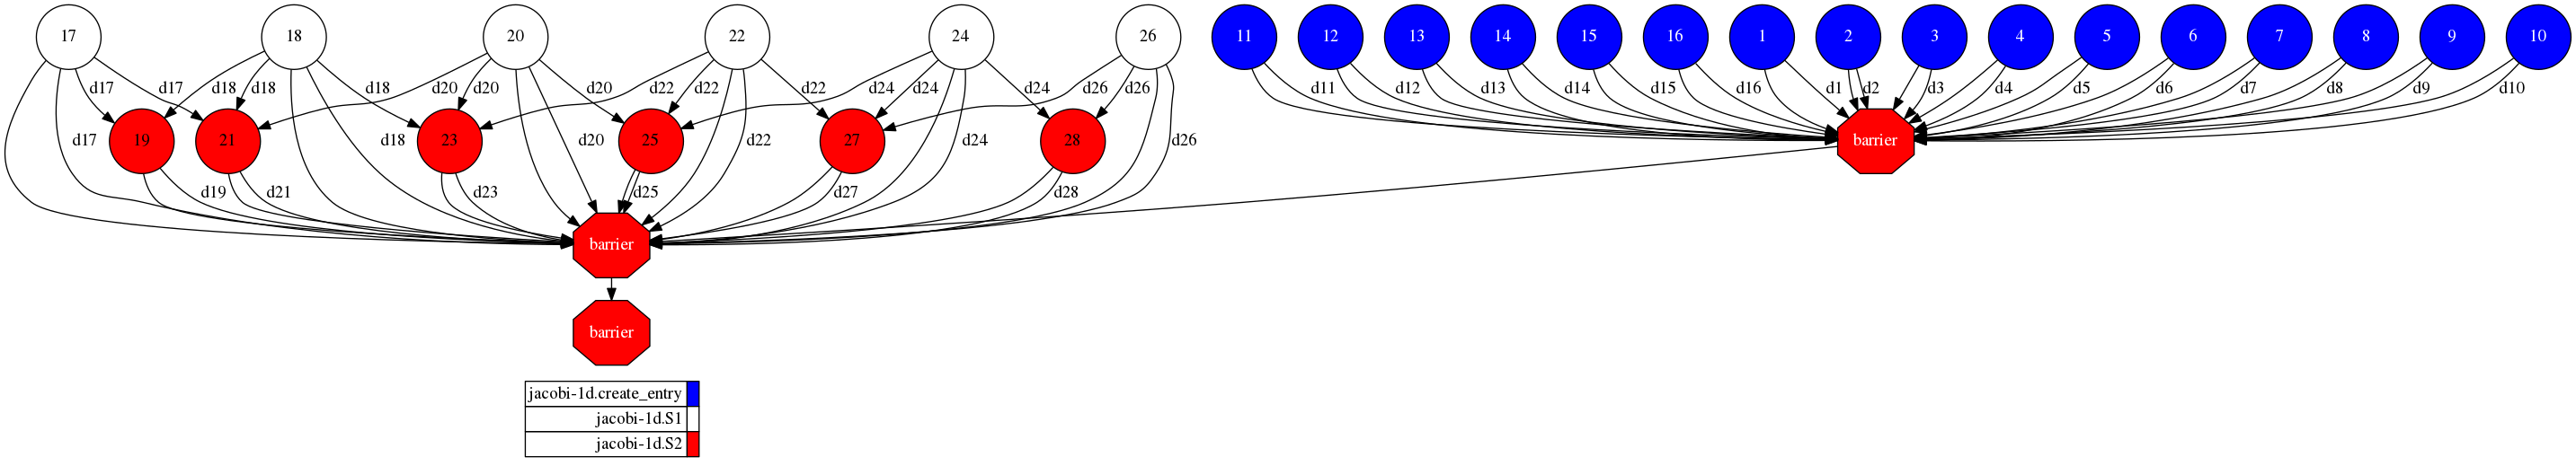 17 18 20 22 24 26 11 12 13 14 15 16 1 2 3 4 5 6 7 8 9 10
d17 d17 d18 d18 d18 d20 d20 d20 d22 d22 d22 d24 d24 d24 d26 d26 d11 d12 d13 d14 d15 d16 d1 d2 d3 d4 d5 d6 d7 d8 d9 d10
d17 19 21 d18 23 d20 25 d22 27 d24 28 d26 barrier
d19 d21 d23 d25 d27 d28
barrier
barrier
jacobi-1d.create_entry
jacobi-1d.S1
jacobi-1d.S2